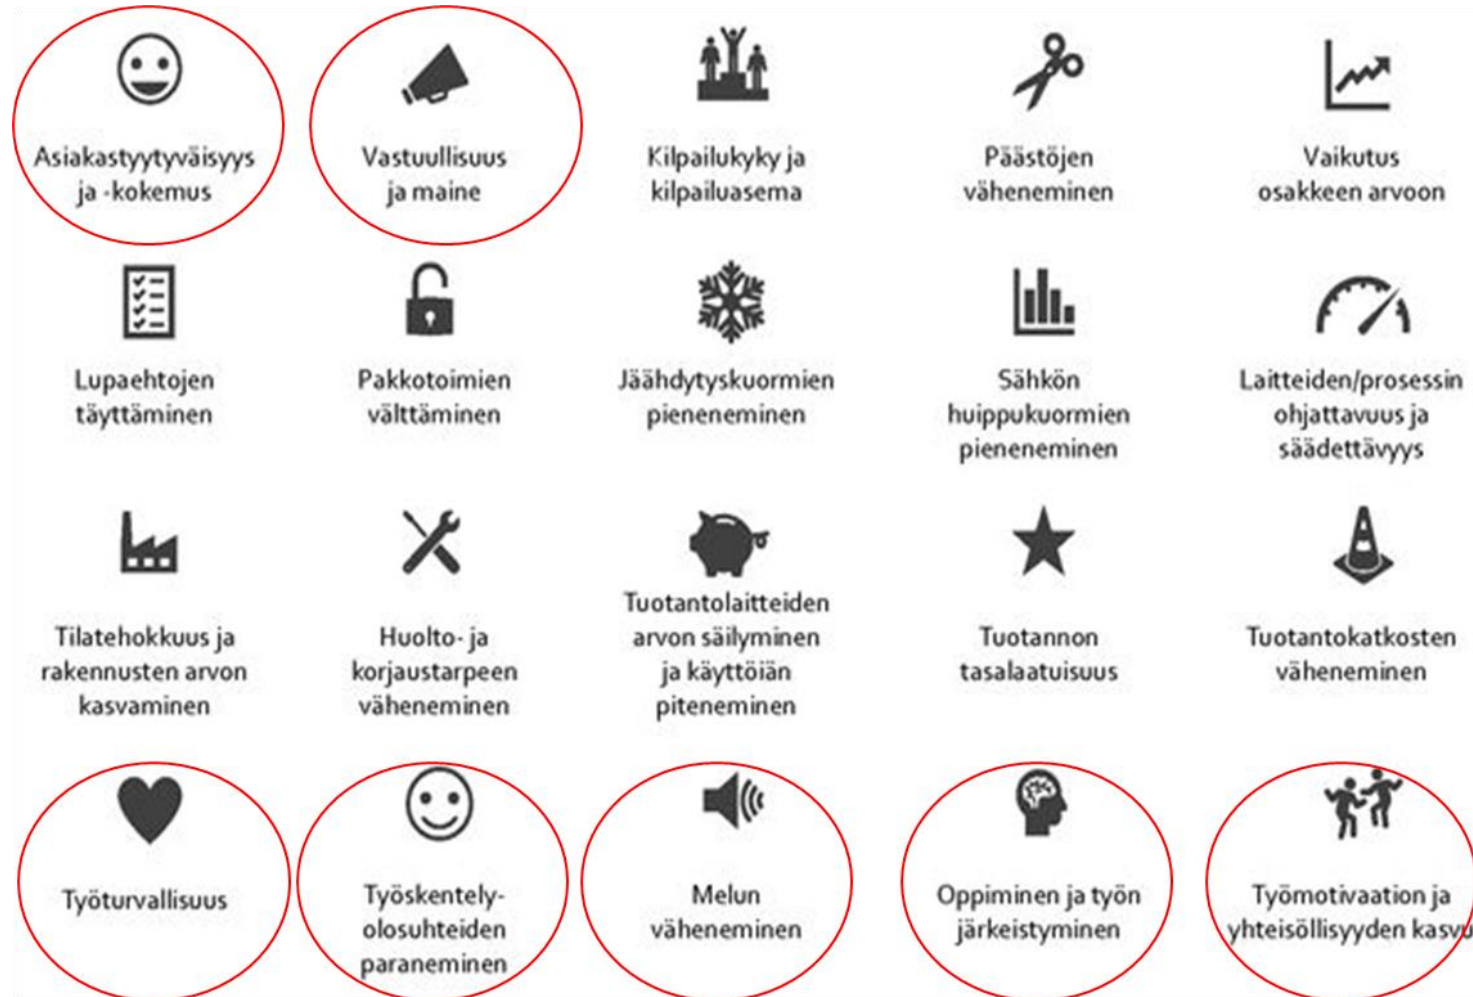 Asiakastyytyväisyys
ja -kokemus
Vastuullisuus
ja maine
Kilpailukyky ja
kilpailuasema
Päästöjen
väheneminen
Vaikutus
osakkeen arvoon
Lupaehtojen
täyttäminen
Pakkotoimien
välttäminen
Jäähdytyskuormien
pieneneminen
Sähkön
huippukuormien
pieneneminen
Laitteiden/prosessin
ohjattavuus ja
säädettävyys
Tilatehokkuus ja
rakennusten arvon
kasvaminen
Huolto- ja
korjaustarpeen
väheneminen
Tuotantolaitteiden
arvon säilyminen
ja käyttöiän
piteneminen
Tuotannon
tasalaatuisuus
Tuotantokatkosten
väheneminen
Työturvallisuus
Työskentely-
olosuhteiden
paraneminen
Melun
väheneminen
Oppiminen ja työn
järkeistyminen
Työmotivaation ja
yhteisöllisyyden kasvu